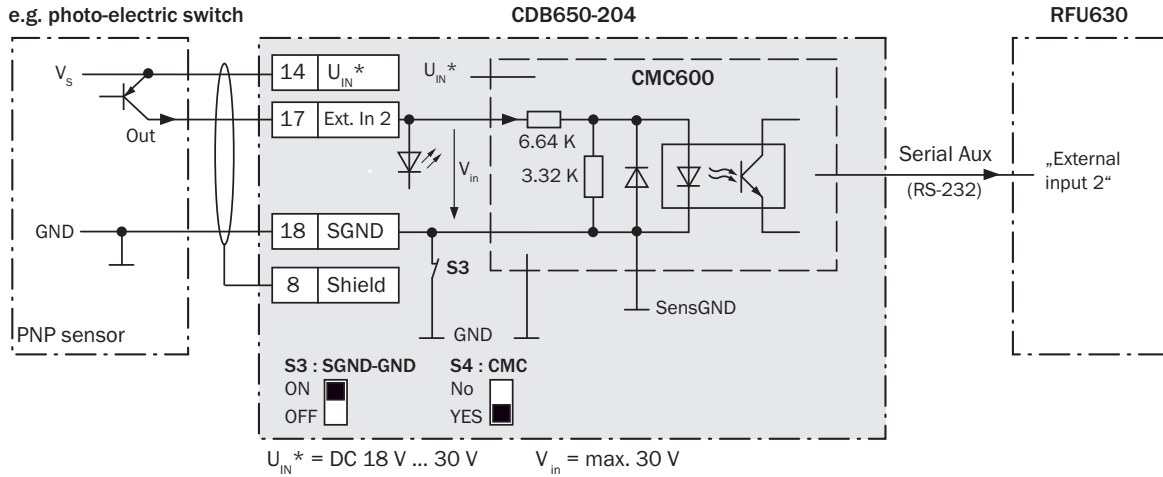 e.g. photo-electric switch
CDB650-204
RFU630
V_S
14 U_IN*
U_IN*
CMC600
17 Ext. In 2
Out
6.64 K
V_in
3.32 K
Serial Aux
(RS-232)
„External
input 2“
GND
18 SGND
S3
8 Shield
SensGND
GND
PNP sensor
S3 : SGND-GND
S4 : CMC
ON
No
OFF
YES
U_IN* = DC 18 V ... 30 V
V_in = max. 30 V